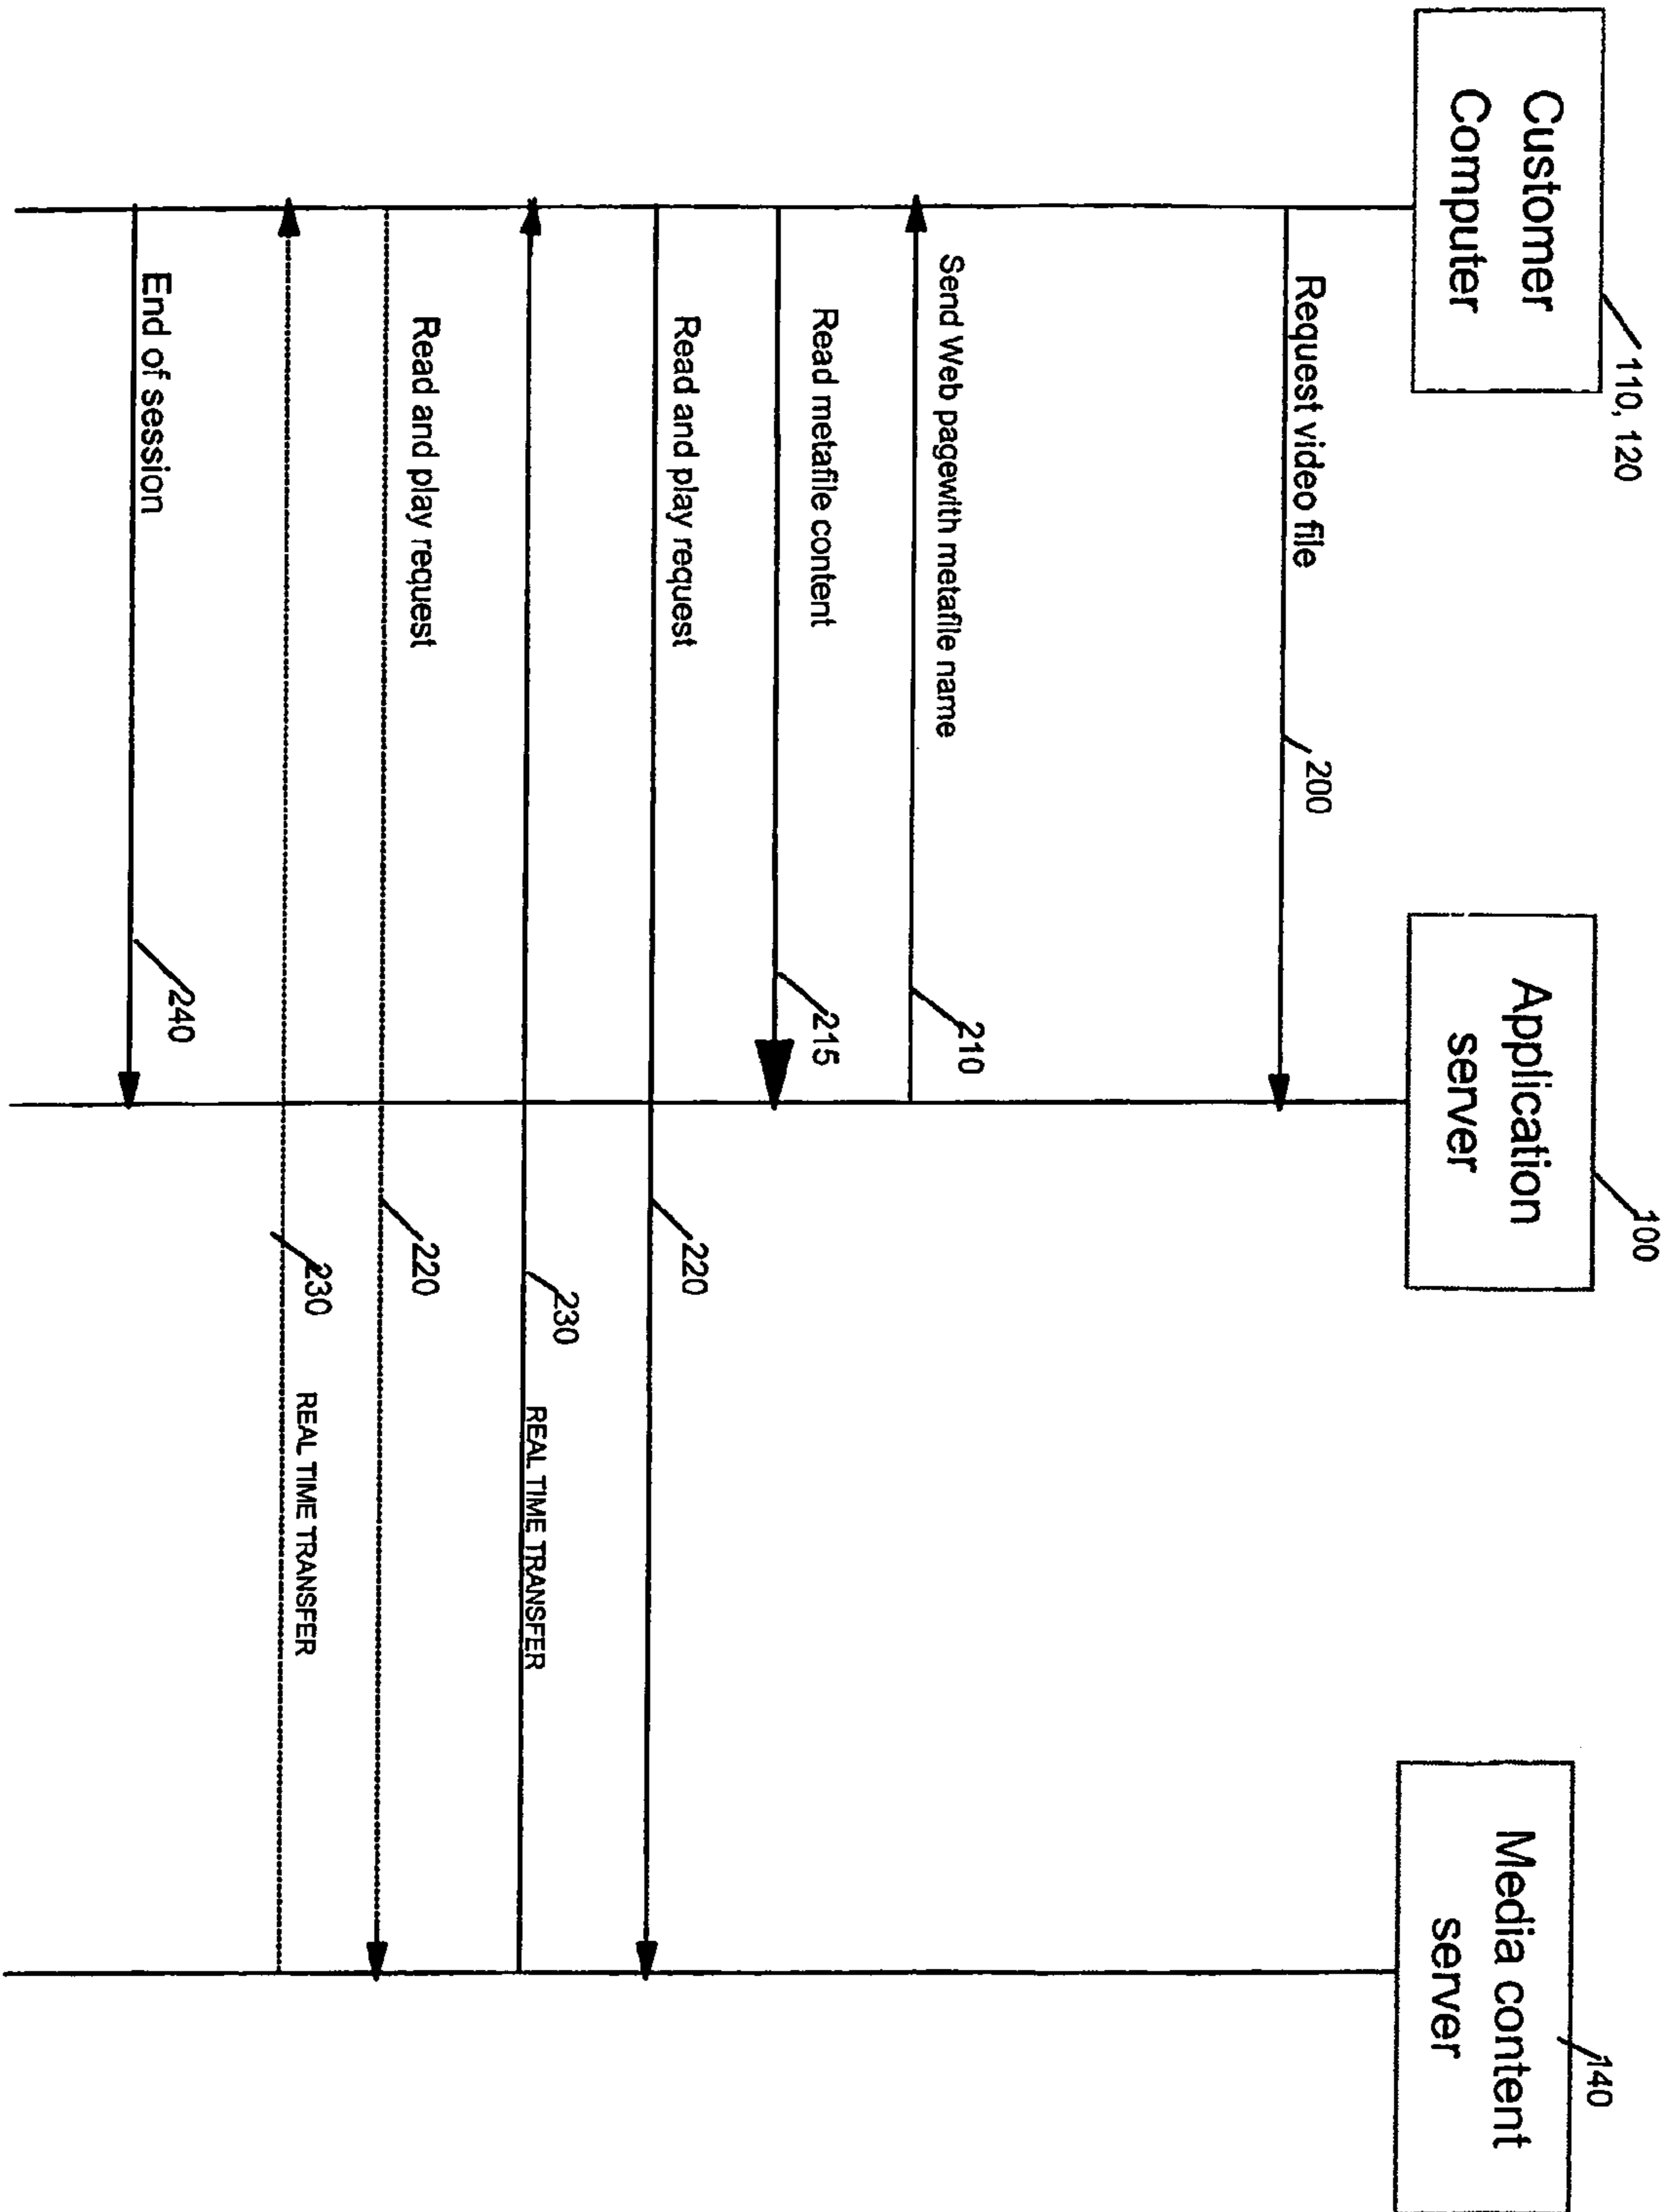 Customer
Computer
110, 120
Application
server
100
Media content
server
140
Request video file
200
Send Web pagewith metafile name
210
Read metafile content
215
Read and play request
220
230
REAL TIME TRANSFER
Read and play request
220
230
REAL TIME TRANSFER
End of session
240